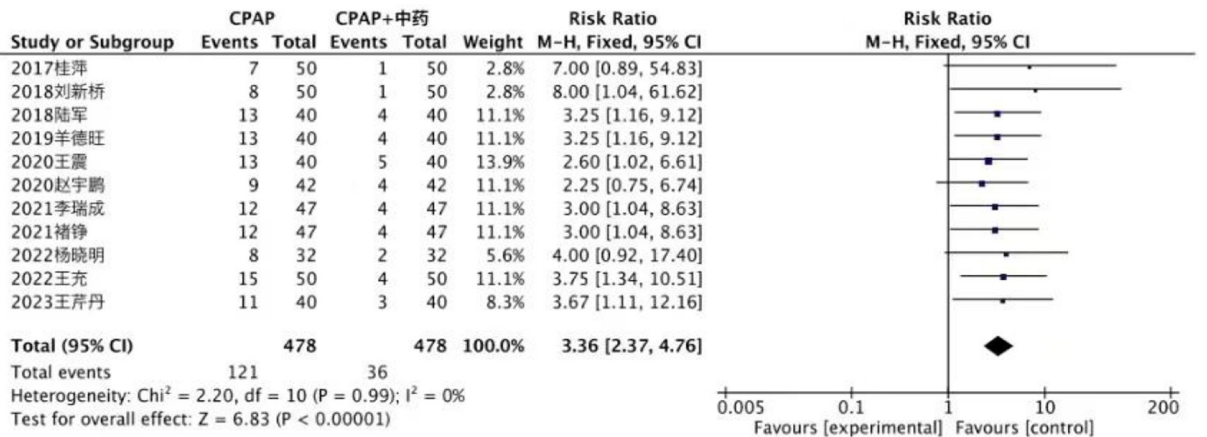 CPAP CPAP+中药 Risk Ratio Risk Ratio
Study or Subgroup Events Total Events Total Weight M-H, Fixed, 95% CI M-H, Fixed, 95% CI
2017桂萍 7 50 1 50 2.8% 7.00 [0.89, 54.83]
2018刘新桥 8 50 1 50 2.8% 8.00 [1.04, 61.62]
2018陆军 13 40 4 40 11.1% 3.25 [1.16, 9.12]
2019羊德旺 13 40 4 40 11.1% 3.25 [1.16, 9.12]
2020王震 13 40 5 40 13.9% 2.60 [1.02, 6.61]
2020赵宇鹏 9 42 4 42 11.1% 2.25 [0.75, 6.74]
2021李瑞成 12 47 4 47 11.1% 3.00 [1.04, 8.63]
2021褚铮 12 47 4 47 11.1% 3.00 [1.04, 8.63]
2022杨晓明 8 32 2 32 5.6% 4.00 [0.92, 17.40]
2022王充 15 50 4 50 11.1% 3.75 [1.34, 10.51]
2023王芹丹 11 40 3 40 8.3% 3.67 [1.11, 12.16]
Total (95% CI) 478 478 100.0% 3.36 [2.37, 4.76]
Total events 121 36
Heterogeneity: Chi² = 2.20, df = 10 (P = 0.99); I² = 0%
Test for overall effect: Z = 6.83 (P < 0.00001)
0.005 0.1 1 10 200
Favours [experimental] Favours [control]